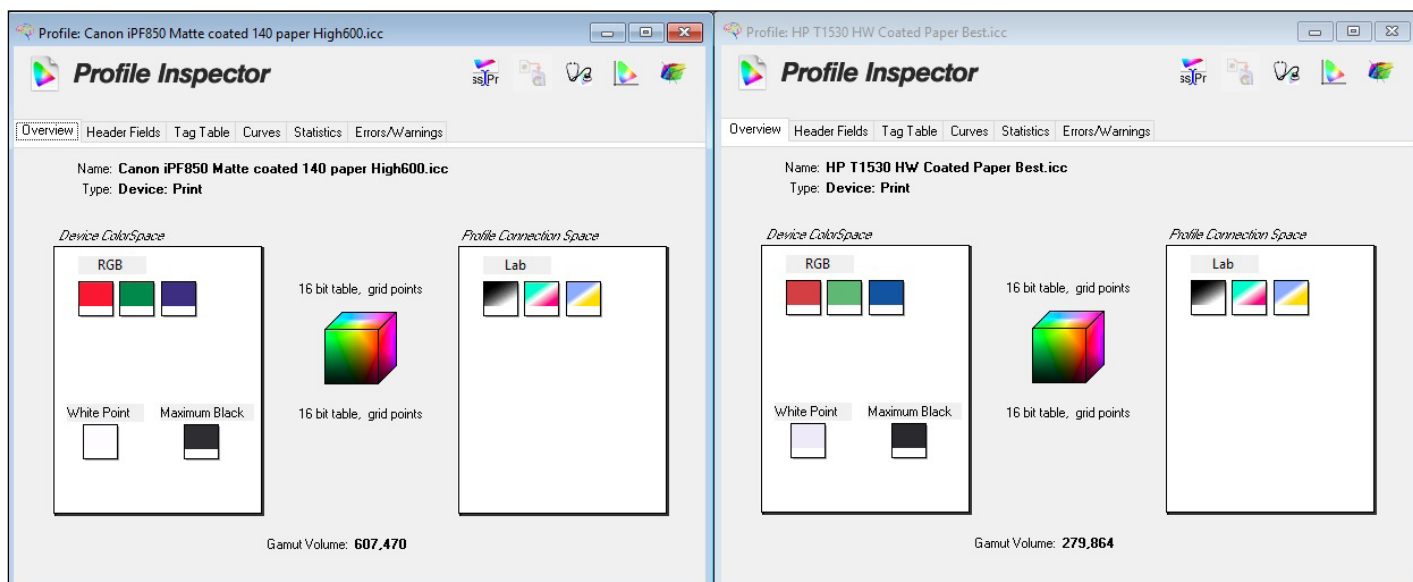 Profile: Canon iPF850 Matte coated 140 paper High600.icc
Profile Inspector
ss Pr
Overview Header Fields Tag Table Curves Statistics Errors/Warnings
Name: Canon iPF850 Matte coated 140 paper High600.icc
Type: Device: Print
Device ColorSpace
Profile Connection Space
RGB
Lab
16 bit table, grid points
White Point
Maximum Black
16 bit table, grid points
Gamut Volume: 607,470
Profile: HP T1530 HW Coated Paper Best.icc
Profile Inspector
ss Pr
Overview Header Fields Tag Table Curves Statistics Errors/Warnings
Name: HP T1530 HW Coated Paper Best.icc
Type: Device: Print
Device ColorSpace
Profile Connection Space
RGB
Lab
16 bit table, grid points
White Point
Maximum Black
16 bit table, grid points
Gamut Volume: 279,864